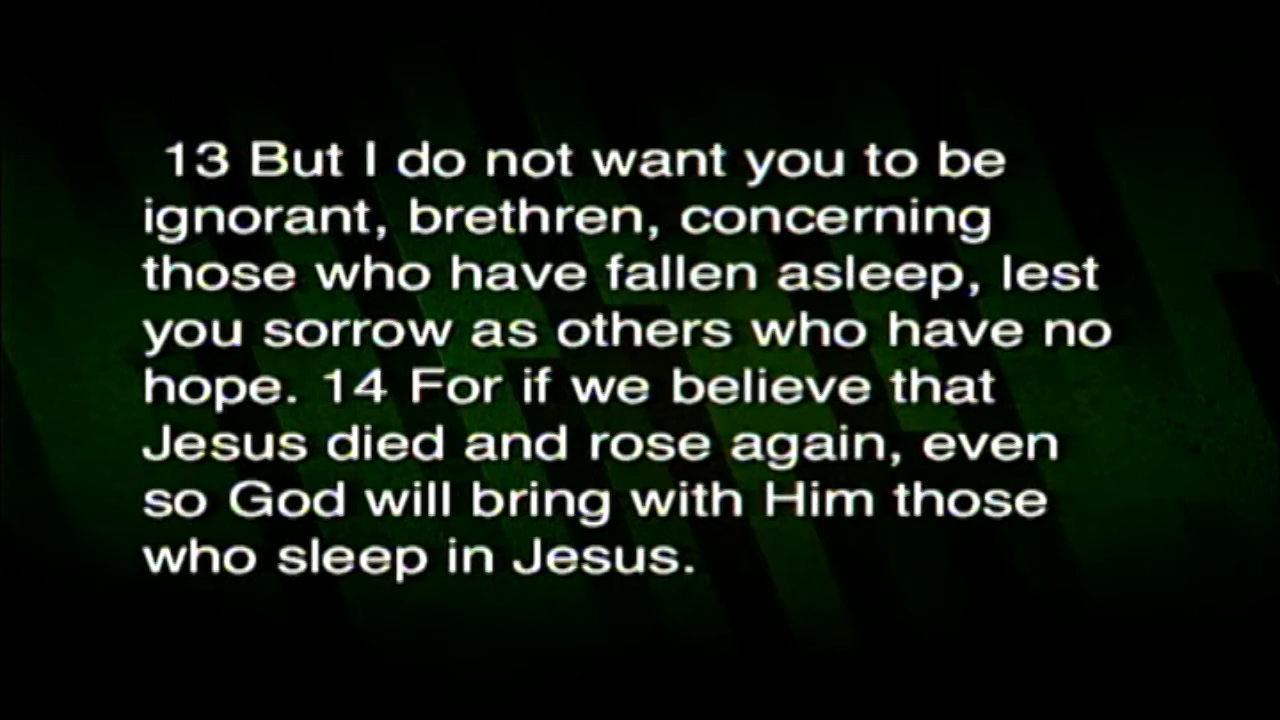 13 But I do not want you to be
ignorant, brethren, concerning
those who have fallen asleep, lest
you sorrow as others who have no
hope. 14 For if we believe that
Jesus died and rose again, even
so God will bring with Him those
who sleep in Jesus.